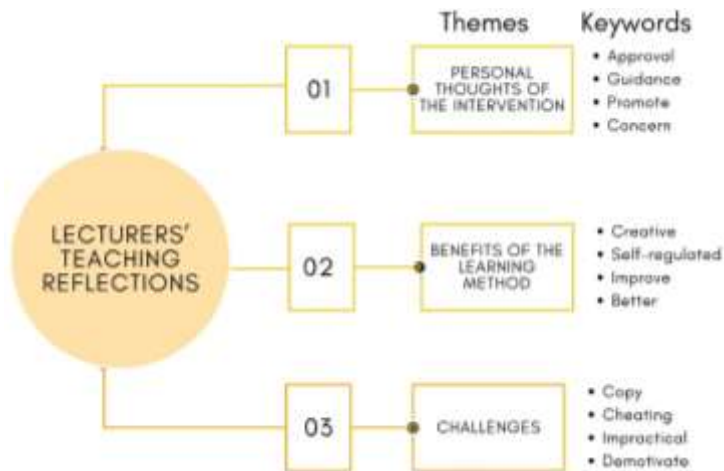 Themes
Keywords
01
PERSONAL
THOUGHTS OF
THE INTERVENTION
• Approval
• Guidance
• Promote
• Concern
LECTURERS’
TEACHING
REFLECTIONS
02
BENEFITS OF THE
LEARNING
METHOD
• Creative
• Self-regulated
• Improve
• Better
03
CHALLENGES
• Copy
• Cheating
• Impractical
• Demotivate